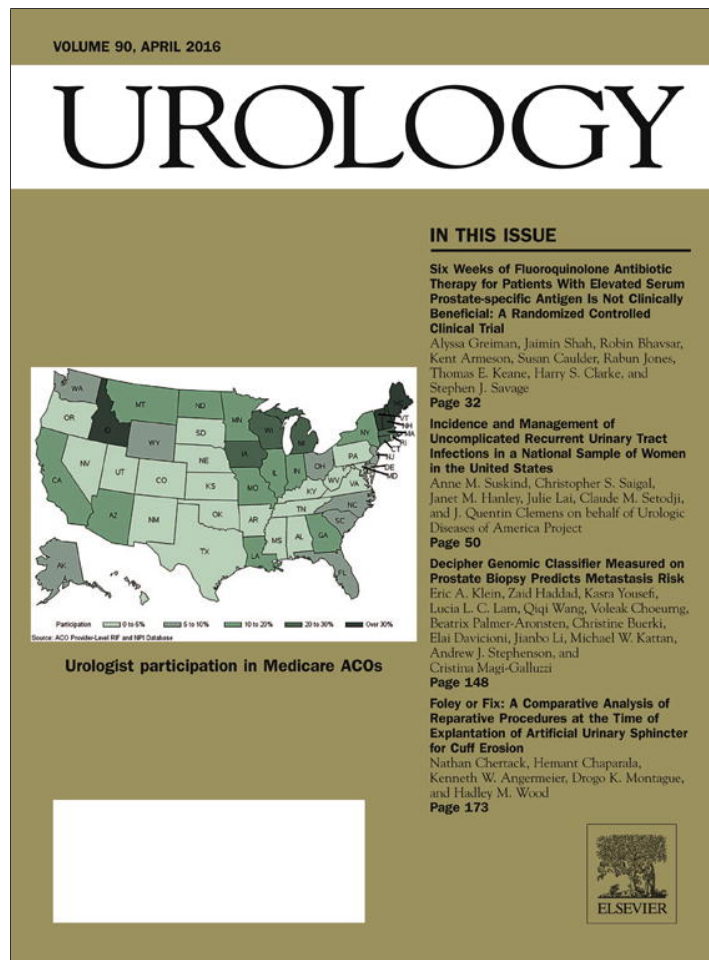 VOLUME 90, APRIL 2016
UROLOGY
IN THIS ISSUE
Six Weeks of Fluoroquinolone Antibiotic
Therapy for Patients With Elevated Serum
Prostate-specific Antigen Is Not Clinically
Beneficial: A Randomized Controlled
Clinical Trial
Alyssa Greiman, Jaimin Shah, Robin Bhavsar,
Kent Armeson, Susan Caulder, Rabun Jones,
Thomas E. Keane, Harry S. Clarke, and
Stephen J. Savage
Page 32
Incidence and Management of
Uncomplicated Recurrent Urinary Tract
Infections in a National Sample of Women
in the United States
Anne M. Suskind, Christopher S. Saigal,
Janet M. Hanley, Julie Lai, Claude M. Setodji,
and J. Quentin Clemens on behalf of Urologic
Diseases of America Project
Page 50
Decipher Genomic Classifier Measured on
Prostate Biopsy Predicts Metastasis Risk
Eric A. Klein, Zaid Haddad, Kasra Yousefi,
Lucia L. C. Lam, Qiqi Wang, Voleak Choeurng,
Beatrix Palmer-Aronsten, Christine Buerki,
Elai Davicioni, Jianbo Li, Michael W. Kattan,
Andrew J. Stephenson, and
Cristina Magi-Galluzzi
Page 148
Foley or Fix: A Comparative Analysis of
Reparative Procedures at the Time of
Explantation of Artificial Urinary Sphincter
for Cuff Erosion
Nathan Chertack, Hemant Chaparala,
Kenneth W. Angermeier, Drogo K. Montague,
and Hadley M. Wood
Page 173
WA
MT
ND
MN
OR
ID
WY
SD
WI
MI
NY
VT
NH
MA
RI
CT
NJ
DE
MD
NV
UT
CO
NE
IA
IL
IN
OH
PA
WV
VA
CA
KS
MO
KY
NC
AZ
NM
OK
AR
TN
SC
MS
AL
GA
TX
LA
FL
AK
HI
Participation
0 to 5%
5 to 10%
10 to 20%
20 to 30%
Over 30%
Source: ACO Provider-Level RIF and NPI Database
Urologist participation in Medicare ACOs
ELSEVIER